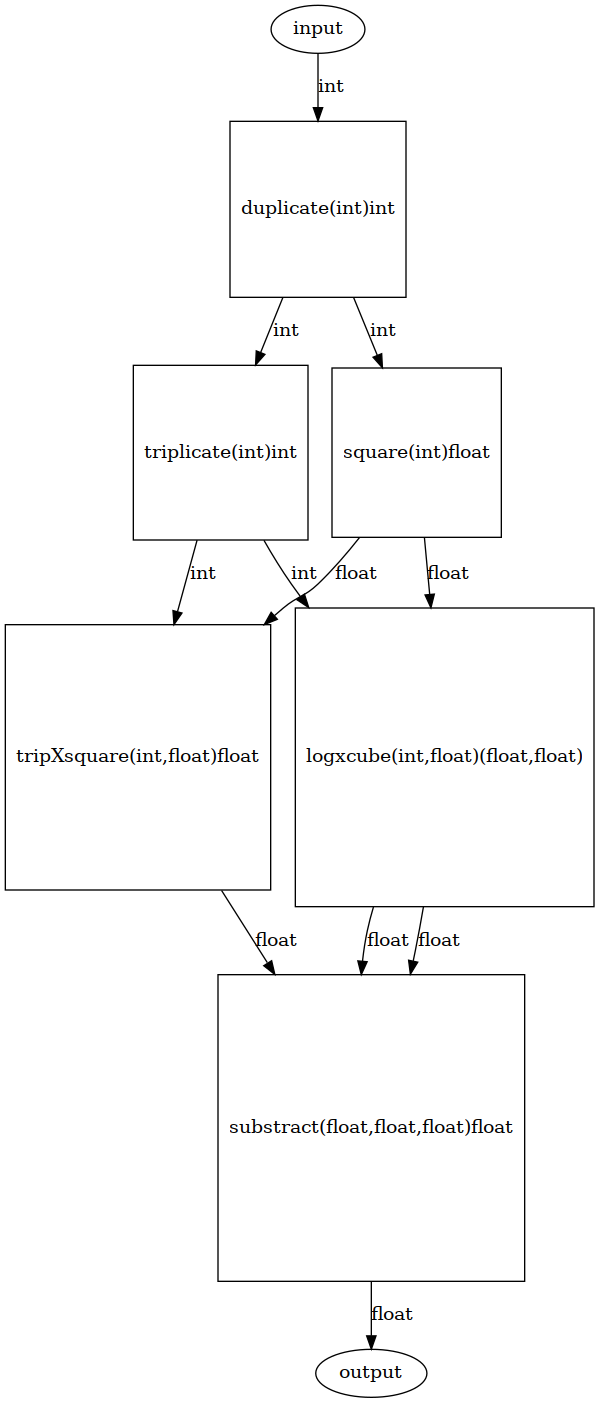 input
int
duplicate(int)int
int
int
triplicate(int)int
square(int)float
int
int
float
float
tripXsquare(int,float)float
logxcube(int,float)(float,float)
float
float
float
substract(float,float,float)float
float
output